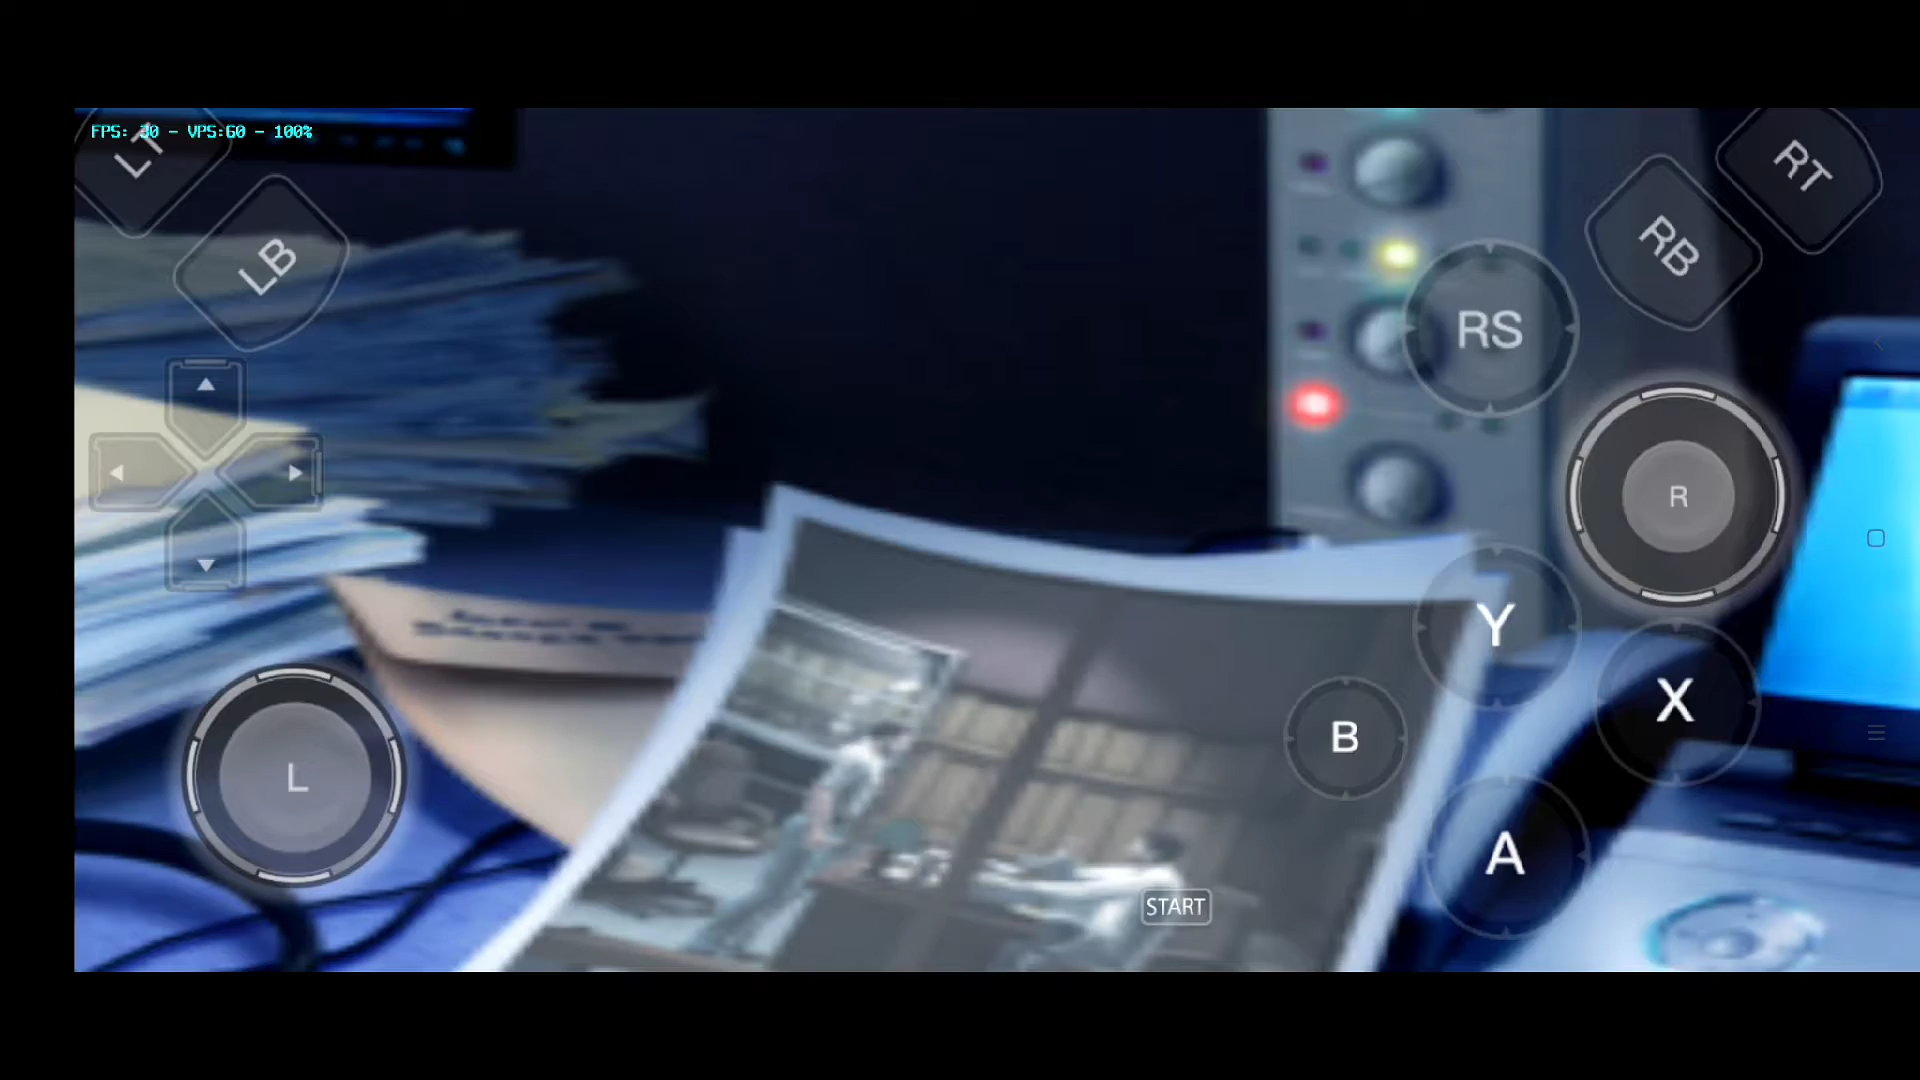 FPS: 30 - VPS:60 - 100%
LT
RT
LB
RB
RS
R
Y
X
B
L
A
START